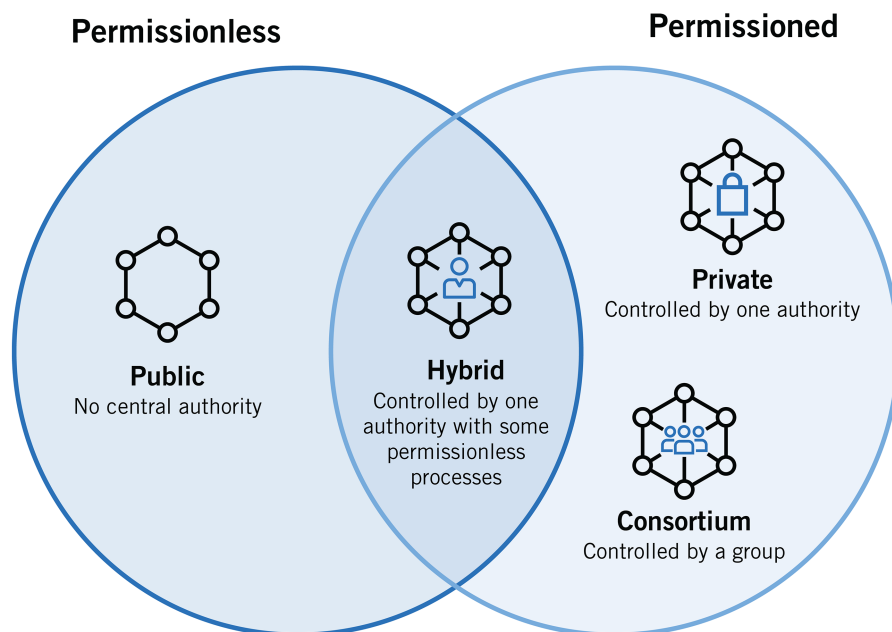 Permissionless
Permissioned
Public
No central authority
Hybrid
Controlled by one
authority with some
permissionless
processes
Private
Controlled by one authority
Consortium
Controlled by a group